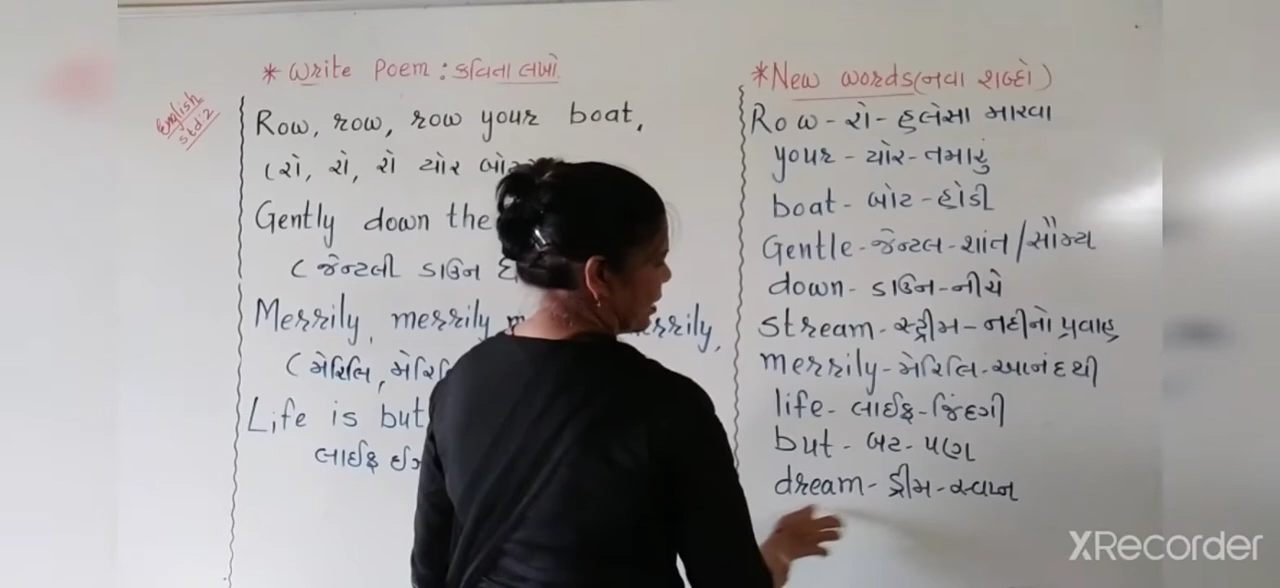 * Write Poem : કવિતા લખો
English
std:2
Row, row, row your boat,
(રો, રો, રો યોર
Gently down the
( જેન્ટલી ડાઉન
Merrily, merrily
( મેરિલિ,
Life is but
લાઈફ
* New words (નવા શબ્દો)
Row - રો - હલેસા મારવા
your - યોર - તમારું
boat - બોટ - હોડી
Gentle - જેન્ટલ - શાંત/સૌમ્ય
down - ડાઉન - નીચે
stream - સ્ટ્રીમ - નદીનો પ્રવાહ
merrily - મેરિલિ - આનંદથી
life - લાઈફ - જિંદગી
but - બટ - પણ
dream - ડ્રીમ - સ્વપ્ન
XRecorder